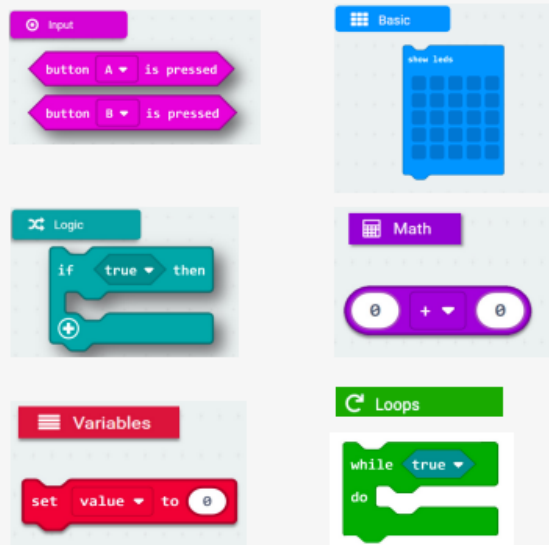 Input
button A is pressed
button B is pressed
Basic
show leds
Logic
if true then
Math
0 + 0
Variables
set value to 0
Loops
while true
do